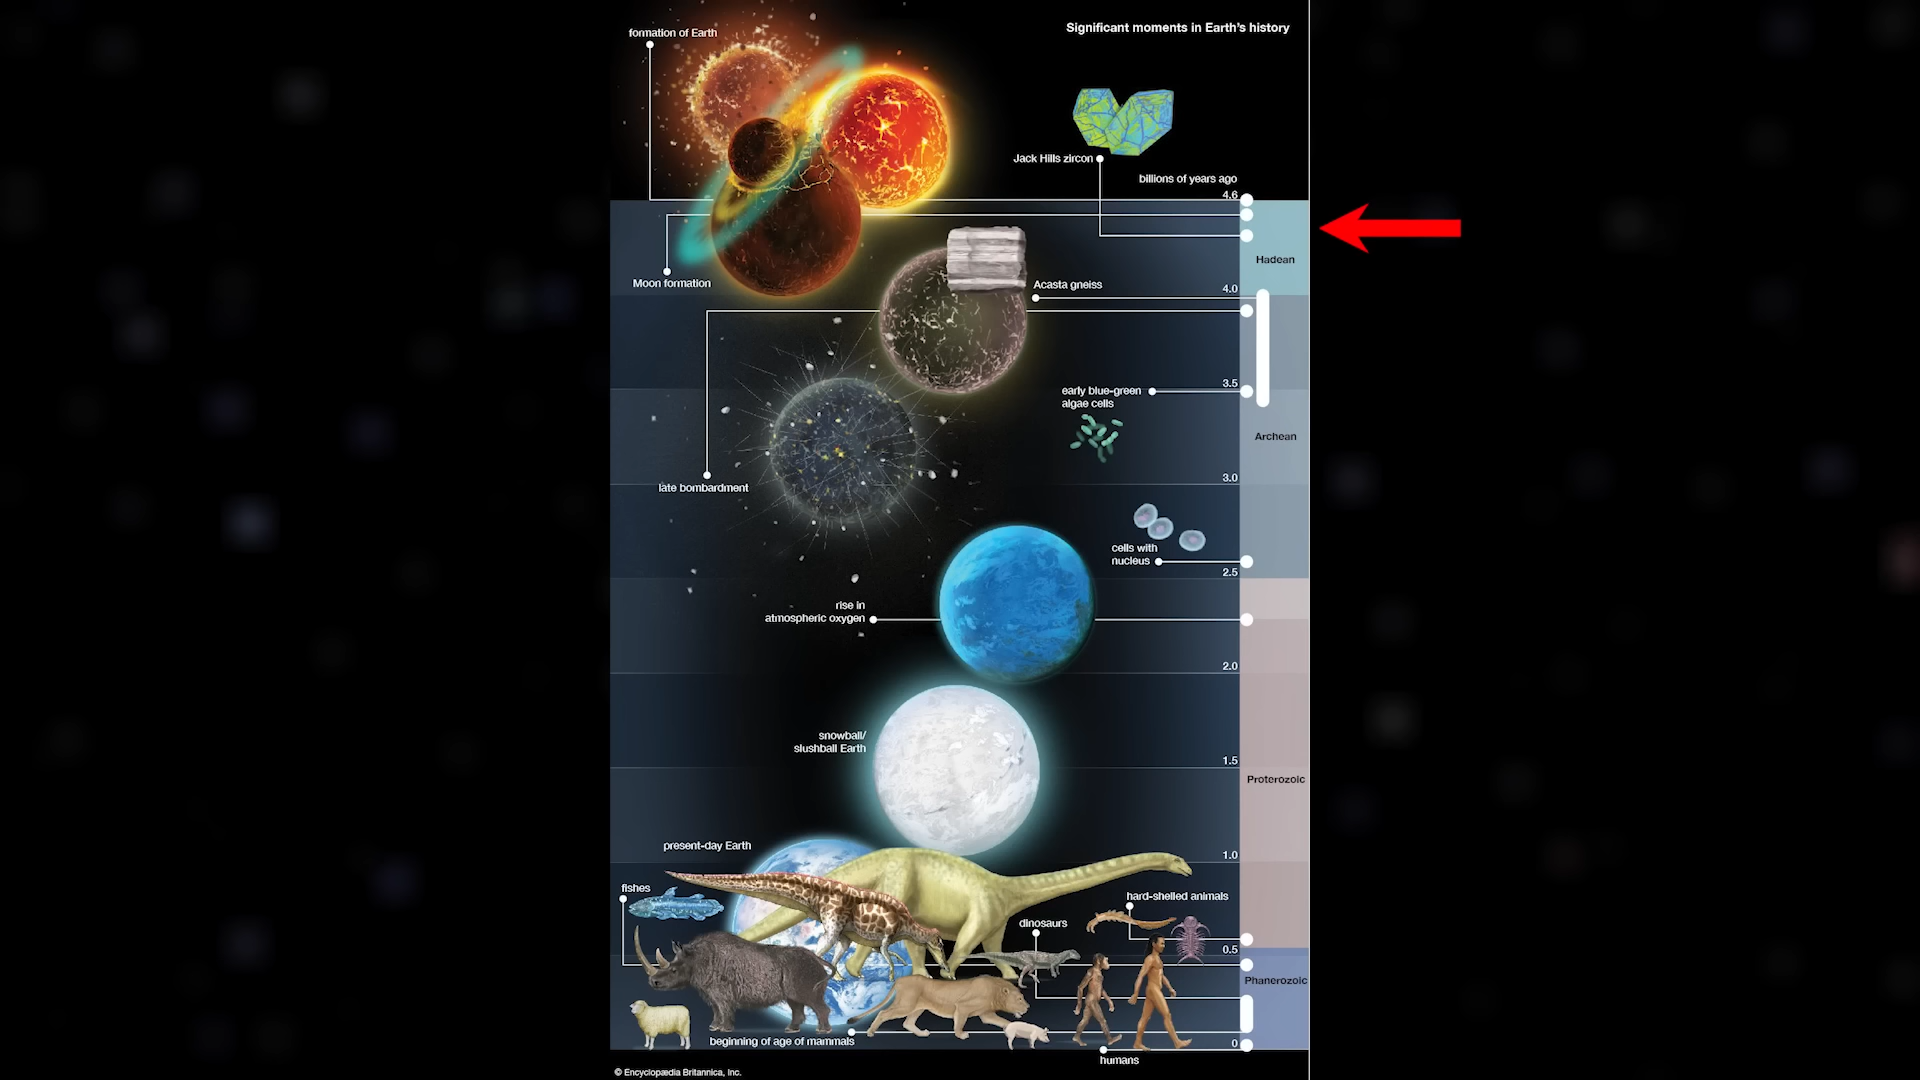 formation of Earth
Significant moments in Earth's history
Jack Hills zircon
billions of years ago
4.6
Hadean
Moon formation
Acasta gneiss
4.0
3.5
early blue-green
algae cells
Archean
3.0
late bombardment
cells with
nucleus
2.5
rise in
atmospheric oxygen
2.0
snowball/
slushball Earth
1.5
Proterozoic
present-day Earth
1.0
fishes
hard-shelled animals
dinosaurs
0.5
Phanerozoic
beginning of age of mammals
0
humans
© Encyclopædia Britannica, Inc.